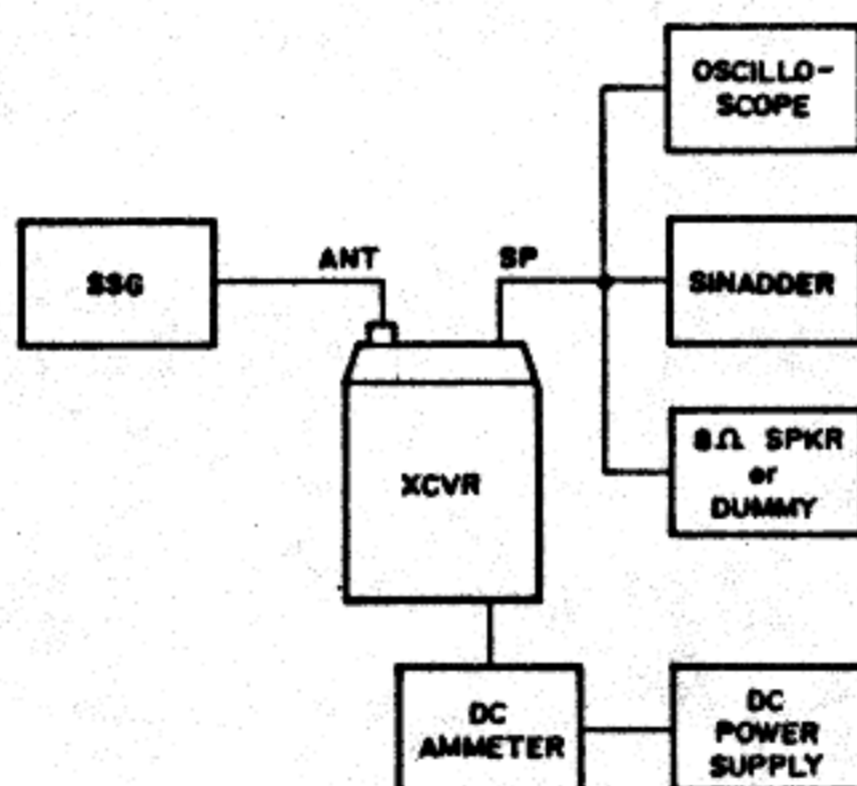 OSCILLO-
SCOPE
ANT
SP
SSG
SINADDER
8Ω SPKR
or
DUMMY
XCVR
DC
AMMETER
DC
POWER
SUPPLY